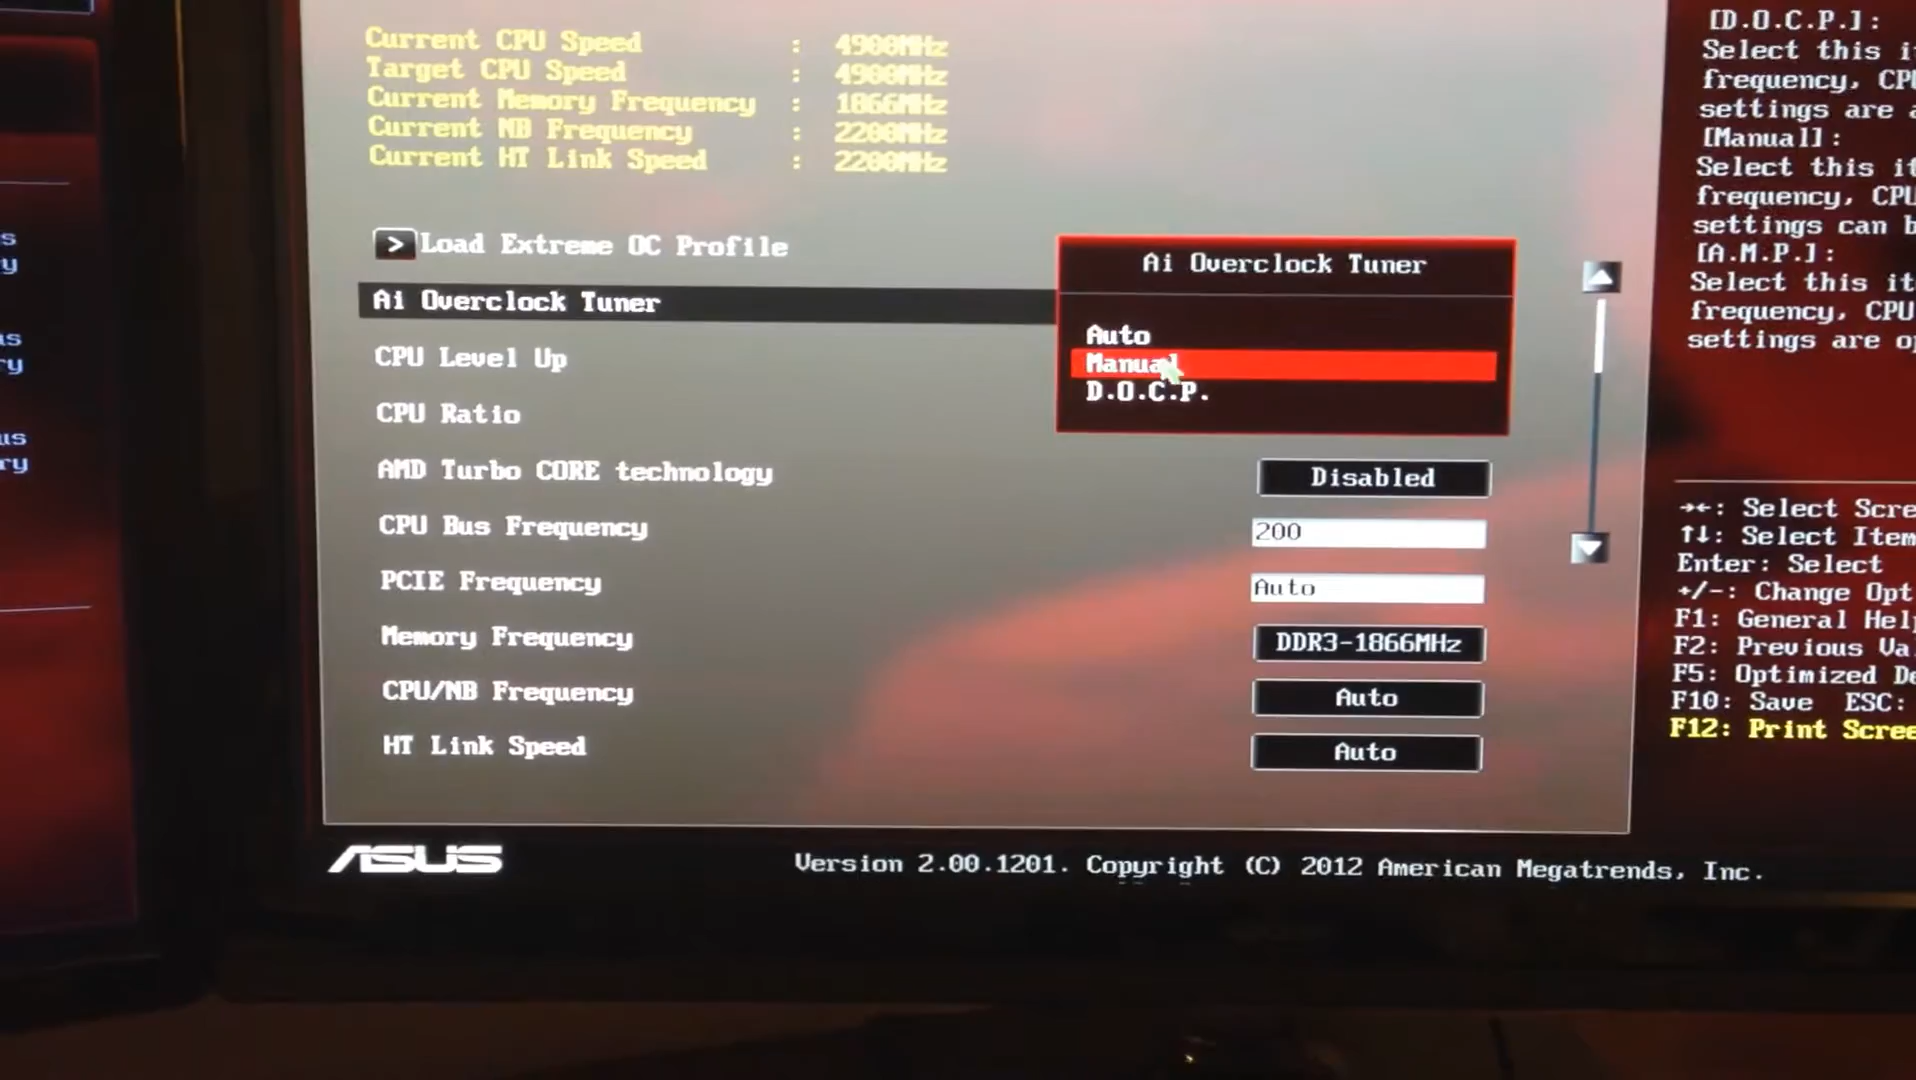 Current CPU Speed : 4900MHz
Target CPU Speed : 4900MHz
Current Memory Frequency : 1866MHz
Current NB Frequency : 2200MHz
Current HT Link Speed : 2200MHz
> Load Extreme OC Profile
Ai Overclock Tuner
CPU Level Up
CPU Ratio
AMD Turbo CORE technology Disabled
CPU Bus Frequency 200
PCIE Frequency Auto
Memory Frequency DDR3-1866MHz
CPU/NB Frequency Auto
HT Link Speed Auto
Ai Overclock Tuner
Auto
Manual
D.O.C.P.
[D.O.C.P.]:
Select this
frequency, CPU
settings are
[Manual]:
Select this
frequency, CPU
settings can
[A.M.P.]:
Select this it
frequency, CPU
settings are
→←: Select
↑↓: Select Item
Enter: Select
+/-: Change
F1: General Help
F2: Previous
F5: Optimized
F10: Save ESC:
F12: Print
ASUS
Version 2.00.1201. Copyright (C) 2012 American Megatrends, Inc.